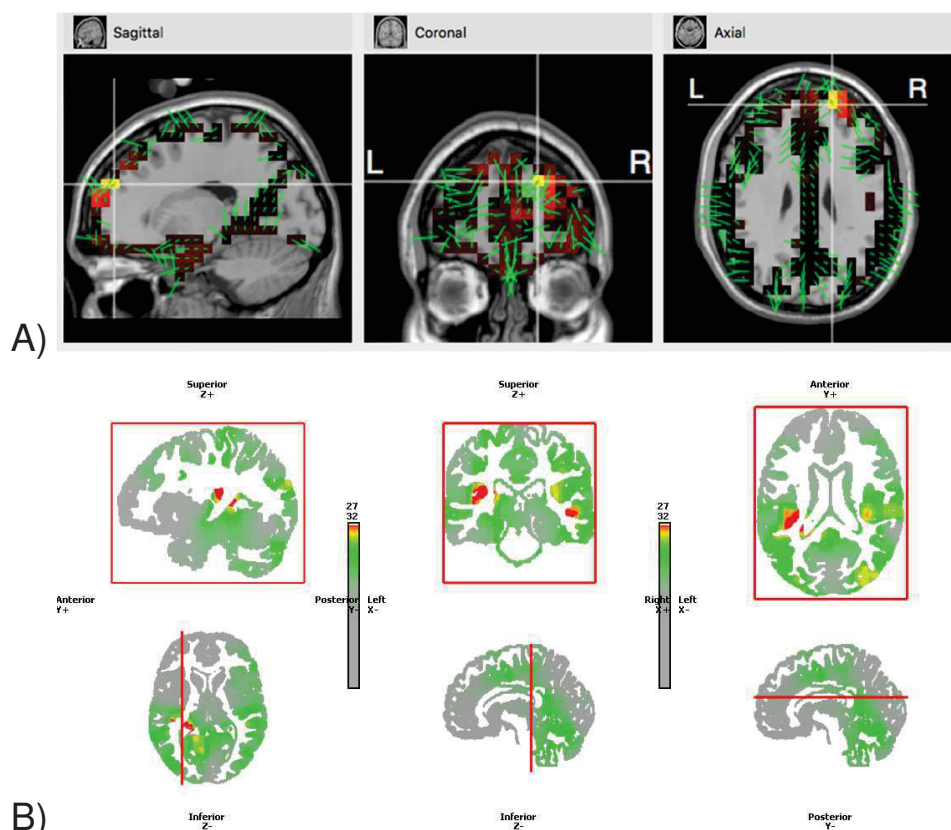 Sagittal
Coronal
Axial
L
R
L
R
A)
Superior
Z+
Superior
Z+
Anterior
Y+
27
32
27
32
Anterior
Y+
Posterior
Y-
Left
X-
Right
X+
Left
X-
Inferior
Z-
Inferior
Z-
Posterior
Y-
B)